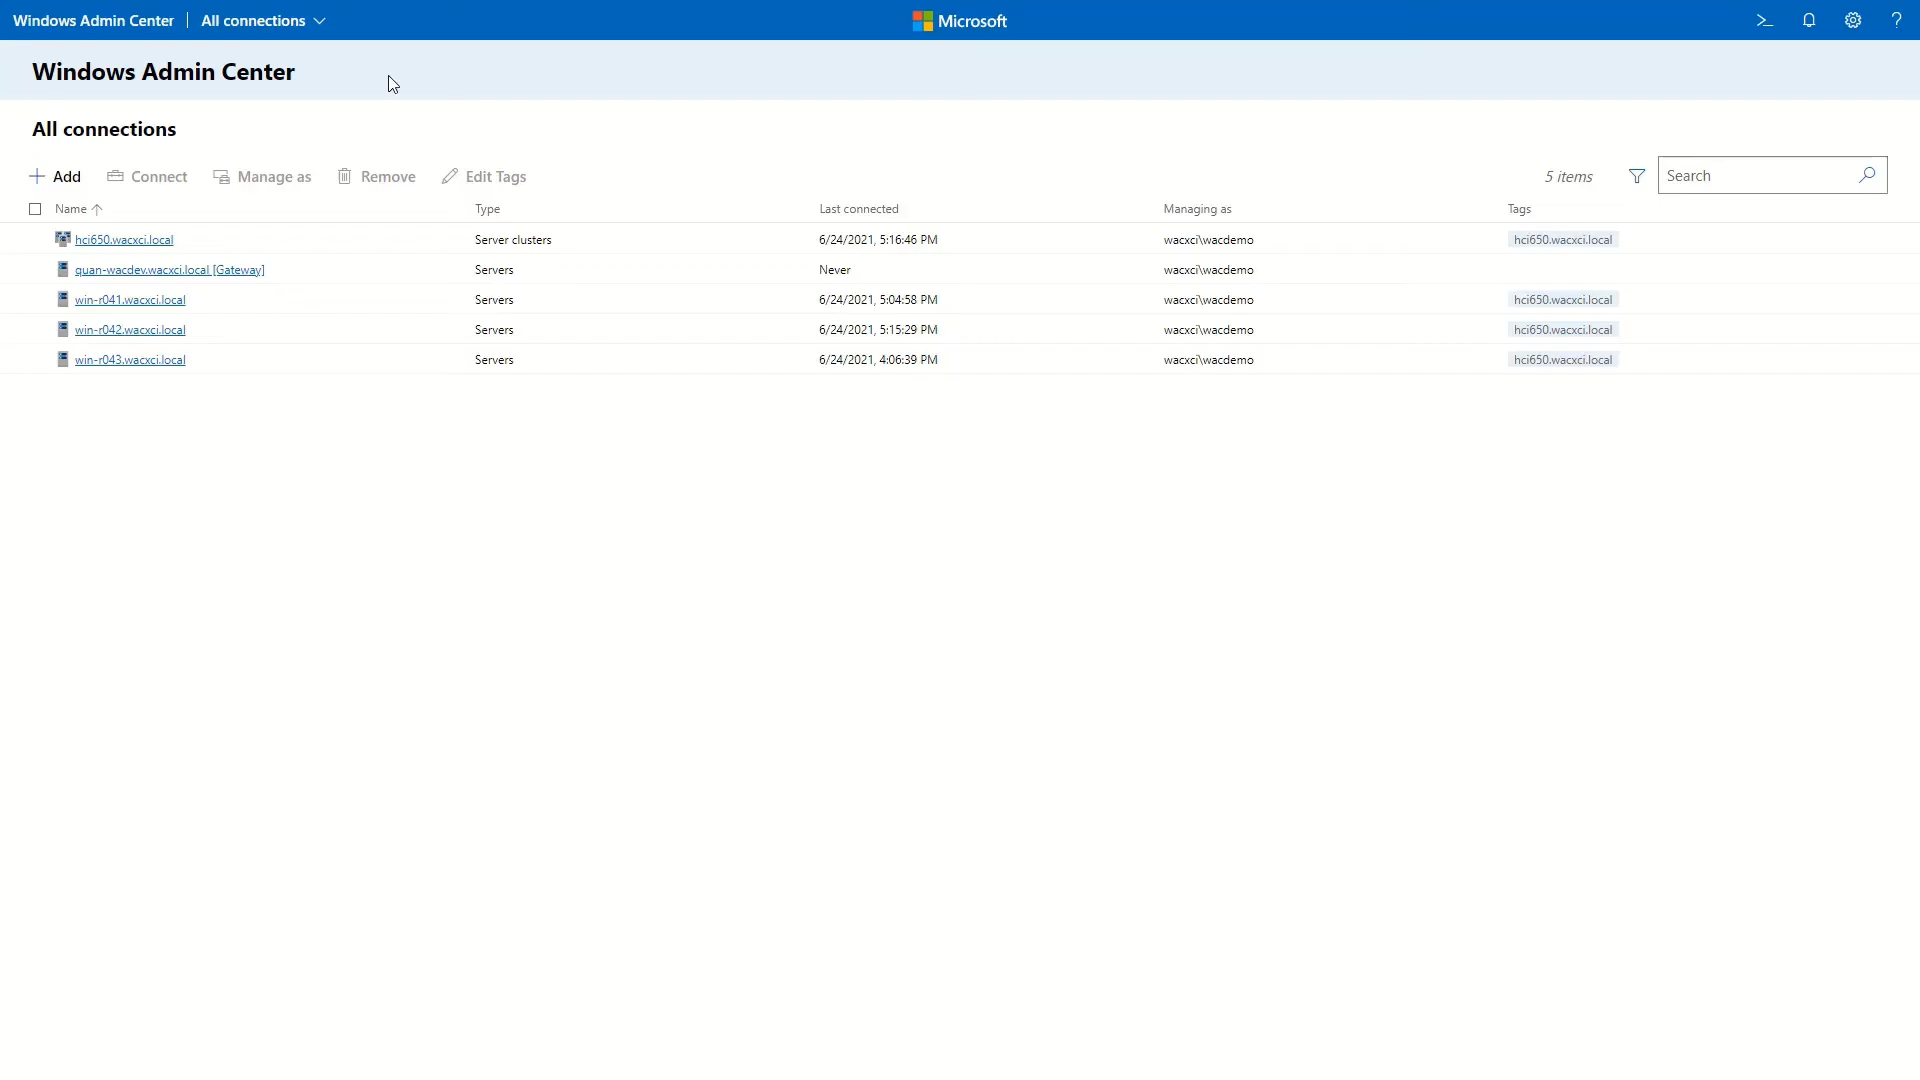 Windows Admin Center | All connections
Microsoft
>_ ?
Windows Admin Center
All connections
Add Connect Manage as Remove Edit Tags 5 items Search
Name Type Last connected Managing as Tags
hci650.wacxci.local Server clusters 6/24/2021, 5:16:46 PM wacxci\wacdemo hci650.wacxci.local
quan-wacdev.wacxci.local [Gateway] Servers Never wacxci\wacdemo
win-r041.wacxci.local Servers 6/24/2021, 5:04:58 PM wacxci\wacdemo hci650.wacxci.local
win-r042.wacxci.local Servers 6/24/2021, 5:15:29 PM wacxci\wacdemo hci650.wacxci.local
win-r043.wacxci.local Servers 6/24/2021, 4:06:39 PM wacxci\wacdemo hci650.wacxci.local